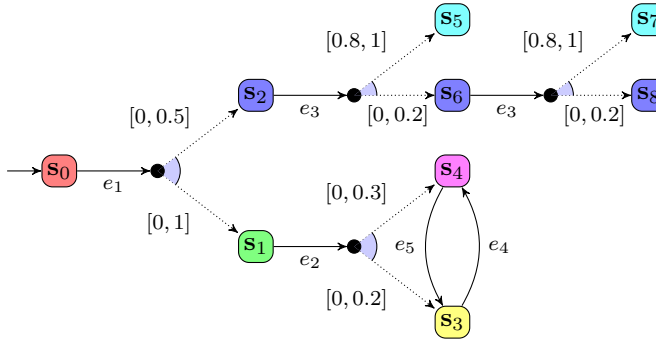 s₅ s₇
[0.8, 1] [0.8, 1]
s₂ s₆ s₈
e₃ e₃
[0, 0.2] [0, 0.2]
[0, 0.5]
s₀ s₄
e₁
[0, 0.3]
[0, 1]
s₁ e₅ e₄
e₂
[0, 0.2]
s₃